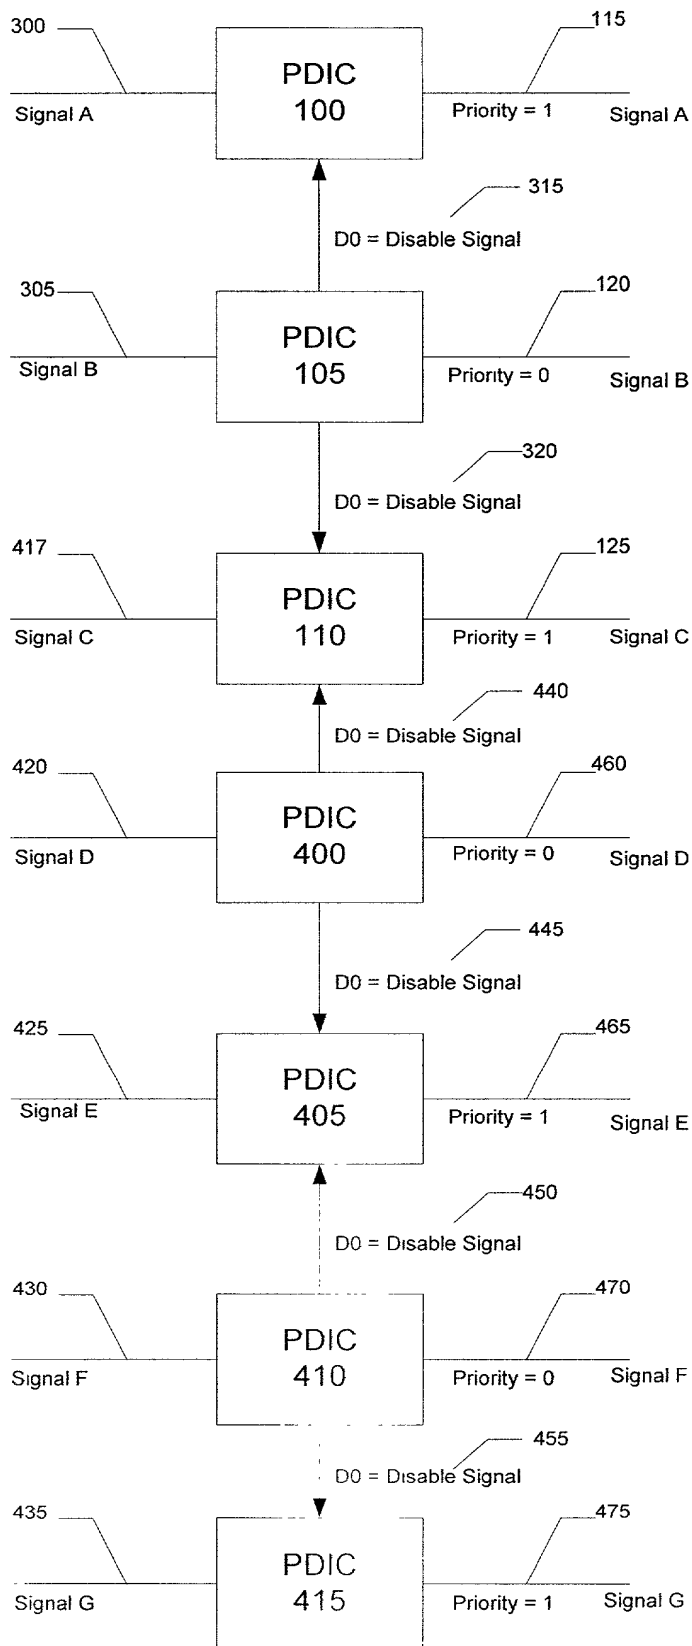 300
115
PDIC
100
Signal A
Priority = 1
Signal A
315
D0 = Disable Signal
305
120
PDIC
105
Signal B
Priority = 0
Signal B
320
D0 = Disable Signal
417
125
PDIC
110
Signal C
Priority = 1
Signal C
440
D0 = Disable Signal
420
460
PDIC
400
Signal D
Priority = 0
Signal D
445
D0 = Disable Signal
425
465
PDIC
405
Signal E
Priority = 1
Signal E
450
D0 = Disable Signal
430
470
PDIC
410
Signal F
Priority = 0
Signal F
455
D0 = Disable Signal
435
475
PDIC
415
Signal G
Priority = 1
Signal G